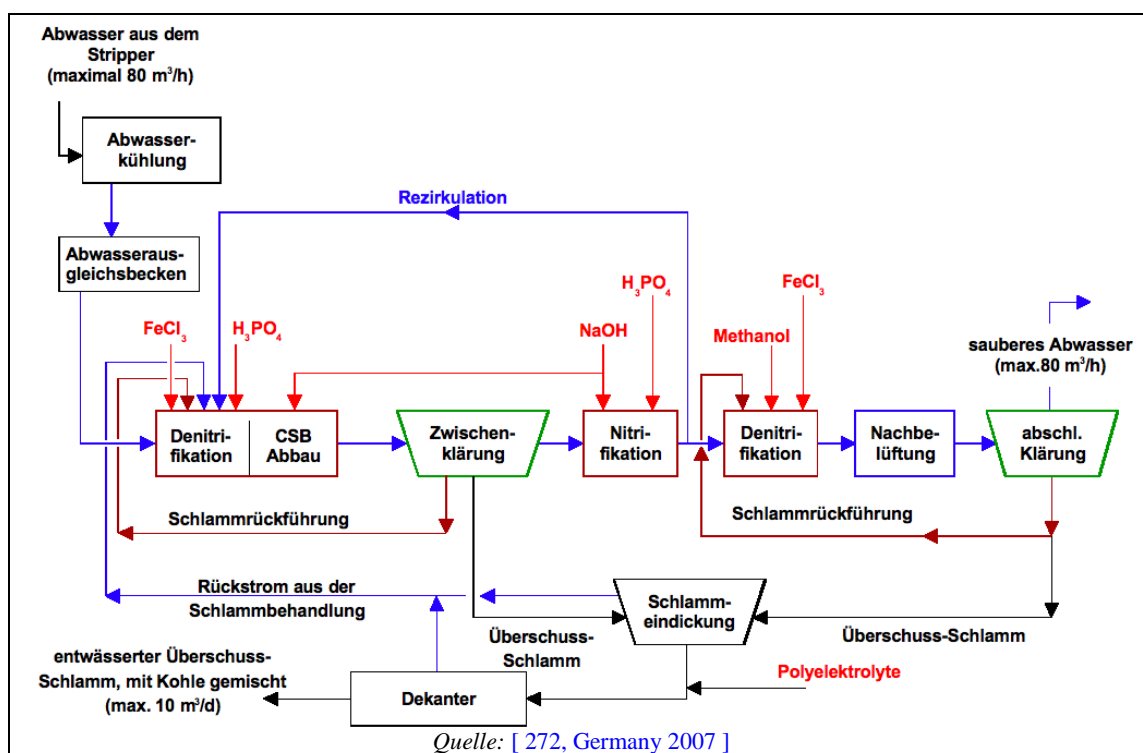 Abwasser aus dem
Stripper
(maximal 80 m³/h)
Abwasser-
kühlung
Rezirkulation
Abwasseraus-
gleichsbecken
H₃PO₄
FeCl₃
FeCl₃
H₃PO₄
NaOH
Methanol
sauberes Abwasser
(max.80 m³/h)
Denitri-
fikation
CSB
Abbau
Zwischen-
klärung
Nitri-
fikation
Denitri-
fikation
Nachbe-
lüftung
abschl.
Klärung
Schlammrückführung
Schlammrückführung
Rückstrom aus der
Schlammbehandlung
Schlamm-
eindickung
Überschuss-
Schlamm
Überschuss-Schlamm
entwässerter Überschuss-
Schlamm, mit Kohle gemischt
(max. 10 m³/d)
Dekanter
Polyelektrolyte
Quelle: [ 272, Germany 2007 ]